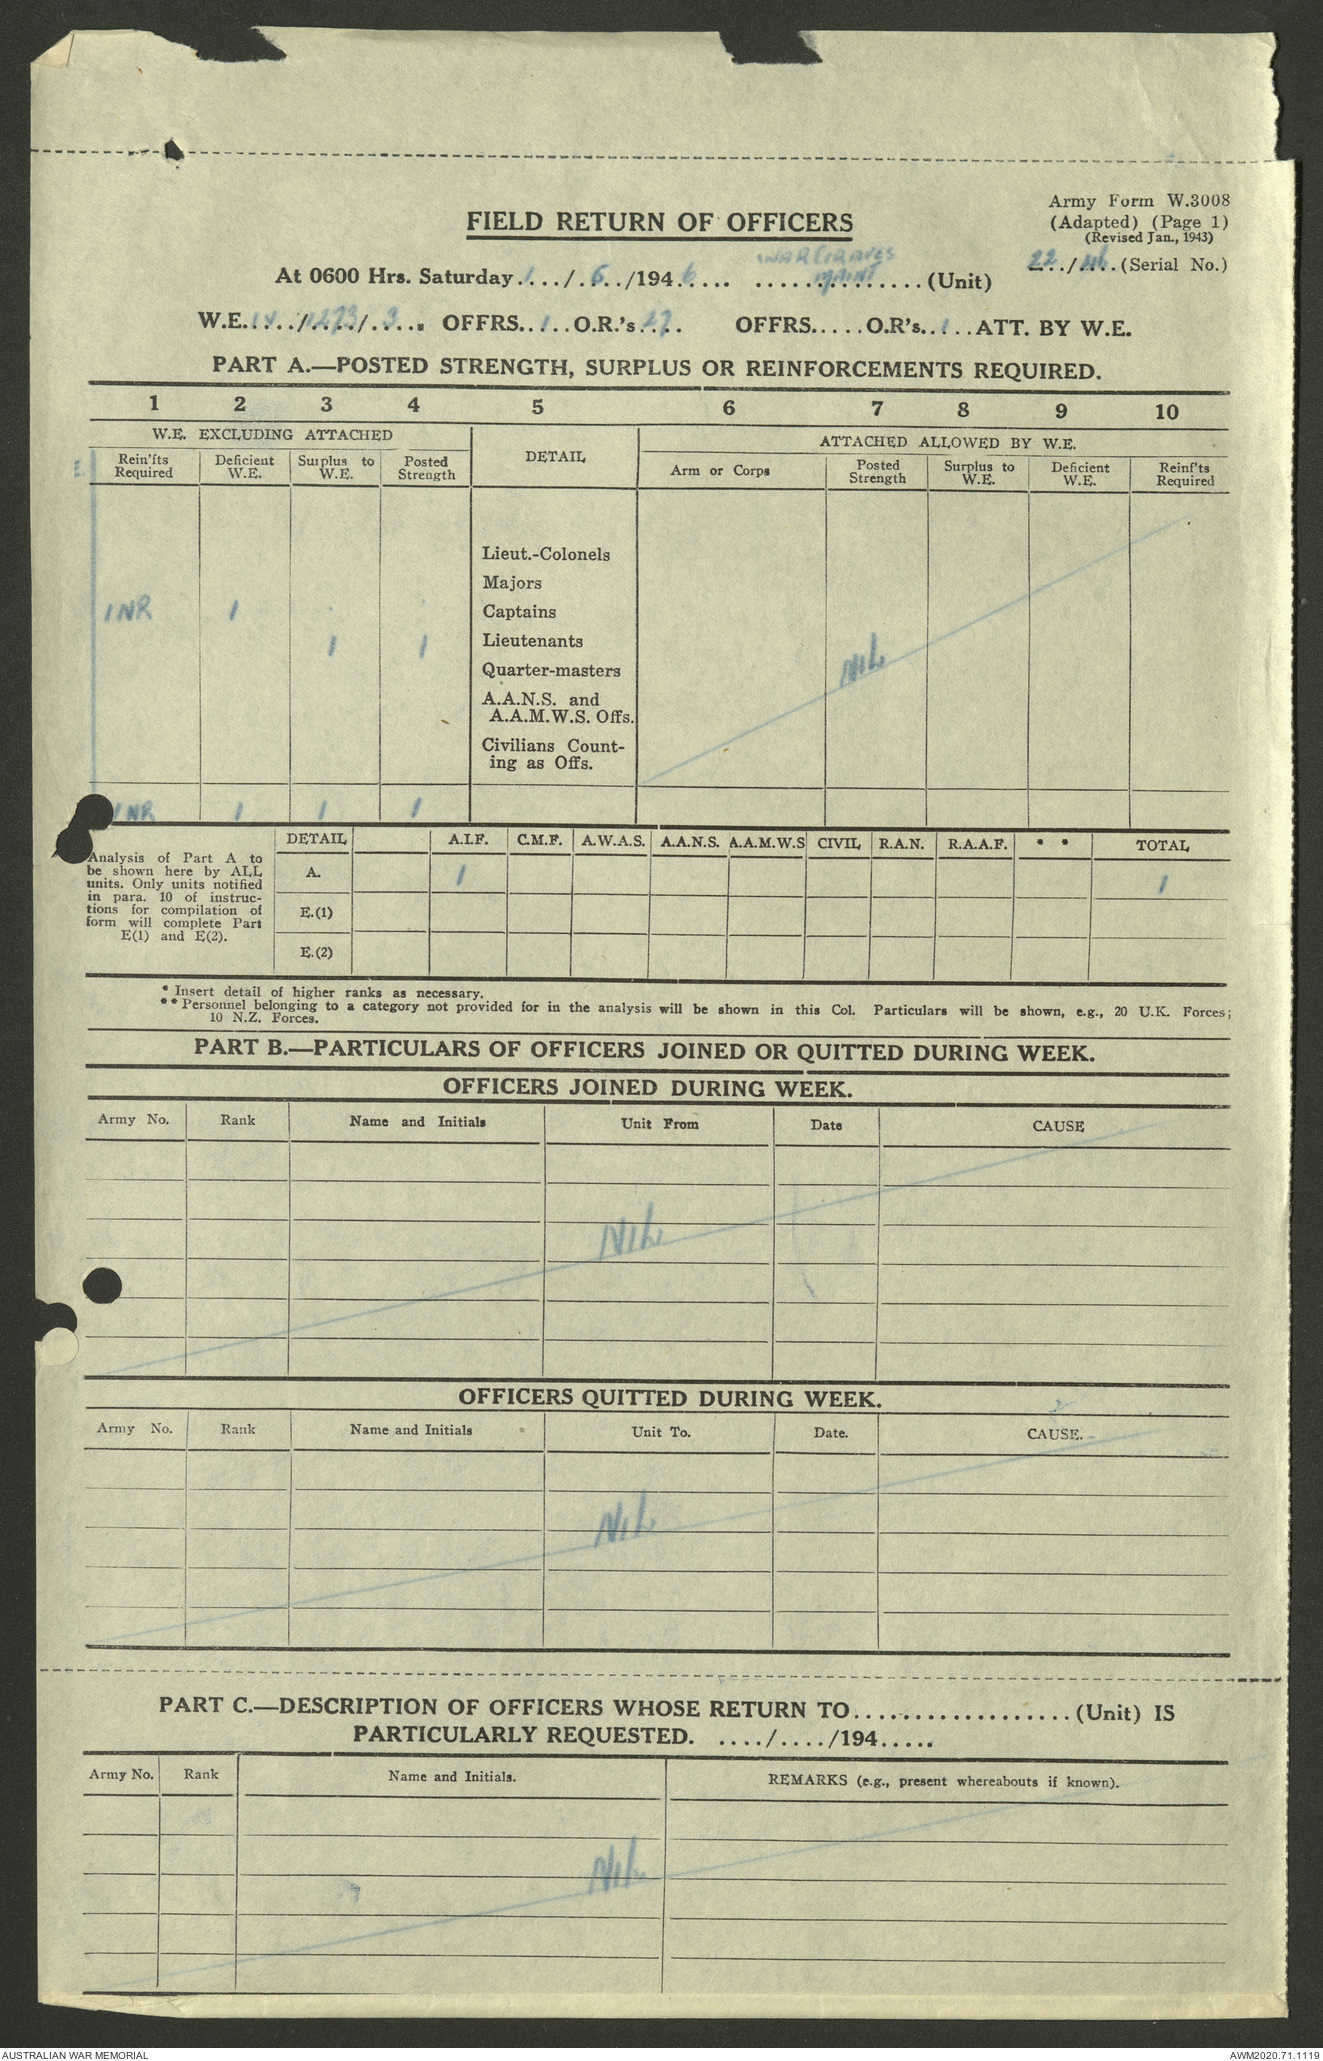 Army Form W.3008
FIELD RETURN OF OFFICERS (Adapted) (Page 1)
(Revised Jan., 1943)
WAR GRAVES
At 0600 Hrs. Saturday 1 / 6 /194 6 MAINT (Unit) 22 / 46 (Serial No.)
W.E. / 1273 / 3 OFFRS. 1 O.R.'s 27 OFFRS..... O.R's. 1 ATT. BY W.E.
PART A.—POSTED STRENGTH, SURPLUS OR REINFORCEMENTS REQUIRED.
1 2 3 4 5 6 7 8 9 10
W.E. EXCLUDING ATTACHED DETAIL ATTACHED ALLOWED BY W.E.
Rein'fts Required Deficient W.E. Surplus to W.E. Posted Strength Arm or Corps Posted Strength Surplus to W.E. Deficient W.E. Reinf'ts Required
Lieut.-Colonels
Majors
1NR 1 Captains
1 1 Lieutenants
Quarter-masters NIL
A.A.N.S. and
A.A.M.W.S. Offs.
Civilians Count-
ing as Offs.
1NR 1 1 1
DETAIL A.I.F. C.M.F. A.W.A.S. A.A.N.S. A.A.M.W.S CIVIL R.A.N. R.A.A.F. * * TOTAL
Analysis of Part A to
be shown here by ALL
units. Only units notified
in para. 10 of instruc-
tions for compilation of
form will complete Part
E(1) and E(2).
A. 1 1
E.(1)
E.(2)
* Insert detail of higher ranks as necessary.
** Personnel belonging to a category not provided for in the analysis will be shown in this Col. Particulars will be shown, e.g., 20 U.K. Forces;
10 N.Z. Forces.
PART B.—PARTICULARS OF OFFICERS JOINED OR QUITTED DURING WEEK.
OFFICERS JOINED DURING WEEK.
Army No. Rank Name and Initials Unit From Date CAUSE
NIL
OFFICERS QUITTED DURING WEEK.
Army No. Rank Name and Initials Unit To. Date. CAUSE.
NIL
PART C.—DESCRIPTION OF OFFICERS WHOSE RETURN TO...................(Unit) IS
PARTICULARLY REQUESTED. ..../..../194.....
Army No. Rank Name and Initials. REMARKS (e.g., present whereabouts if known).
NIL
AUSTRALIAN WAR MEMORIAL AWM2020.71.1119